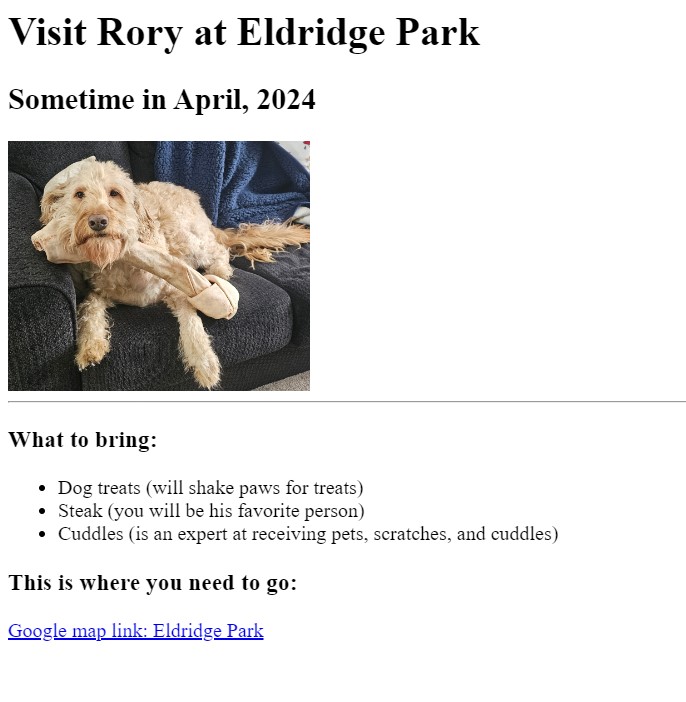 Visit Rory at Eldridge Park
Sometime in April, 2024
What to bring:
Dog treats (will shake paws for treats)
Steak (you will be his favorite person)
Cuddles (is an expert at receiving pets, scratches, and cuddles)
This is where you need to go:
Google map link: Eldridge Park